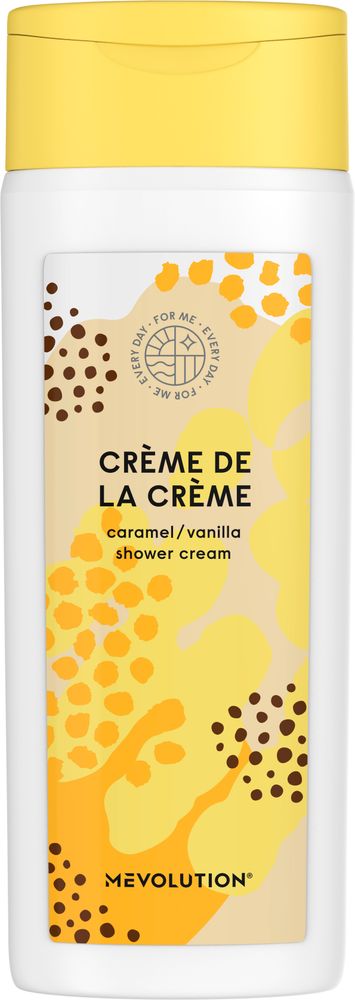 FOR ME · EVERY DAY · FOR ME · EVERY DAY ·
CRÈME DE
LA CRÈME
caramel/vanilla
shower cream
MEVOLUTION®